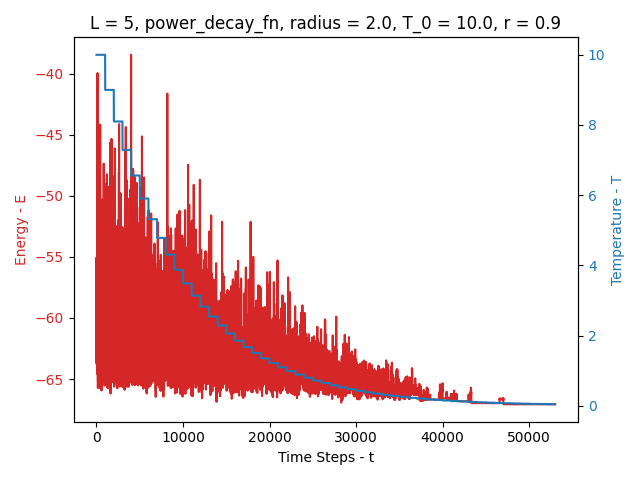 L = 5, power_decay_fn, radius = 2.0, T_0 = 10.0, r = 0.9
−40
−45
−50
−55
−60
−65
Energy - E
10
8
6
4
2
0
Temperature - T
0 10000 20000 30000 40000 50000
Time Steps - t